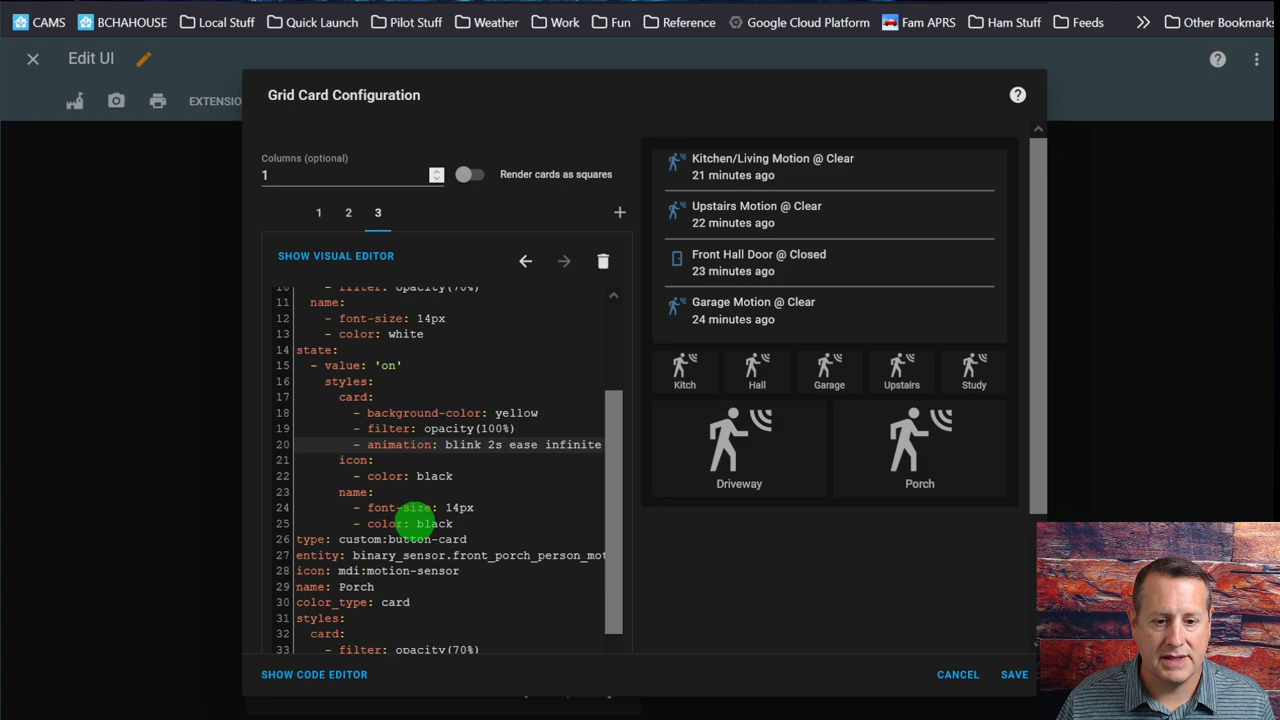 CAMS BCHAHOUSE Local Stuff Quick Launch Pilot Stuff Weather Work Fun Reference Google Cloud Platform Fam APRS Ham Stuff Feeds Other Bookmarks
Edit UI
EXTENSIO
Grid Card Configuration
Columns (optional)
1
Render cards as squares
1 2 3
SHOW VISUAL EDITOR
10 - filter: opacity(70%)
11 name:
12 - font-size: 14px
13 - color: white
14 state:
15 - value: 'on'
16 styles:
17 card:
18 - background-color: yellow
19 - filter: opacity(100%)
20 - animation: blink 2s ease infinite
21 icon:
22 - color: black
23 name:
24 - font-size: 14px
25 - color: black
26 type: custom:button-card
27 entity: binary_sensor.front_porch_person_mot
28 icon: mdi:motion-sensor
29 name: Porch
30 color_type: card
31 styles:
32 card:
33 - filter: opacity(70%)
SHOW CODE EDITOR
Kitchen/Living Motion @ Clear
21 minutes ago
Upstairs Motion @ Clear
22 minutes ago
Front Hall Door @ Closed
23 minutes ago
Garage Motion @ Clear
24 minutes ago
Kitch Hall Garage Upstairs Study
Driveway Porch
CANCEL SAVE